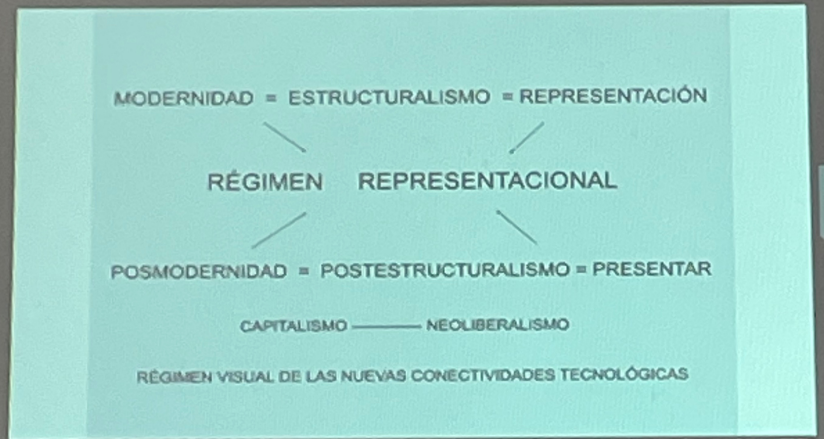 MODERNIDAD = ESTRUCTURALISMO = REPRESENTACIÓN
RÉGIMEN REPRESENTACIONAL
POSMODERNIDAD = POSTESTRUCTURALISMO = PRESENTAR
CAPITALISMO ——— NEOLIBERALISMO
RÉGIMEN VISUAL DE LAS NUEVAS CONECTIVIDADES TECNOLÓGICAS